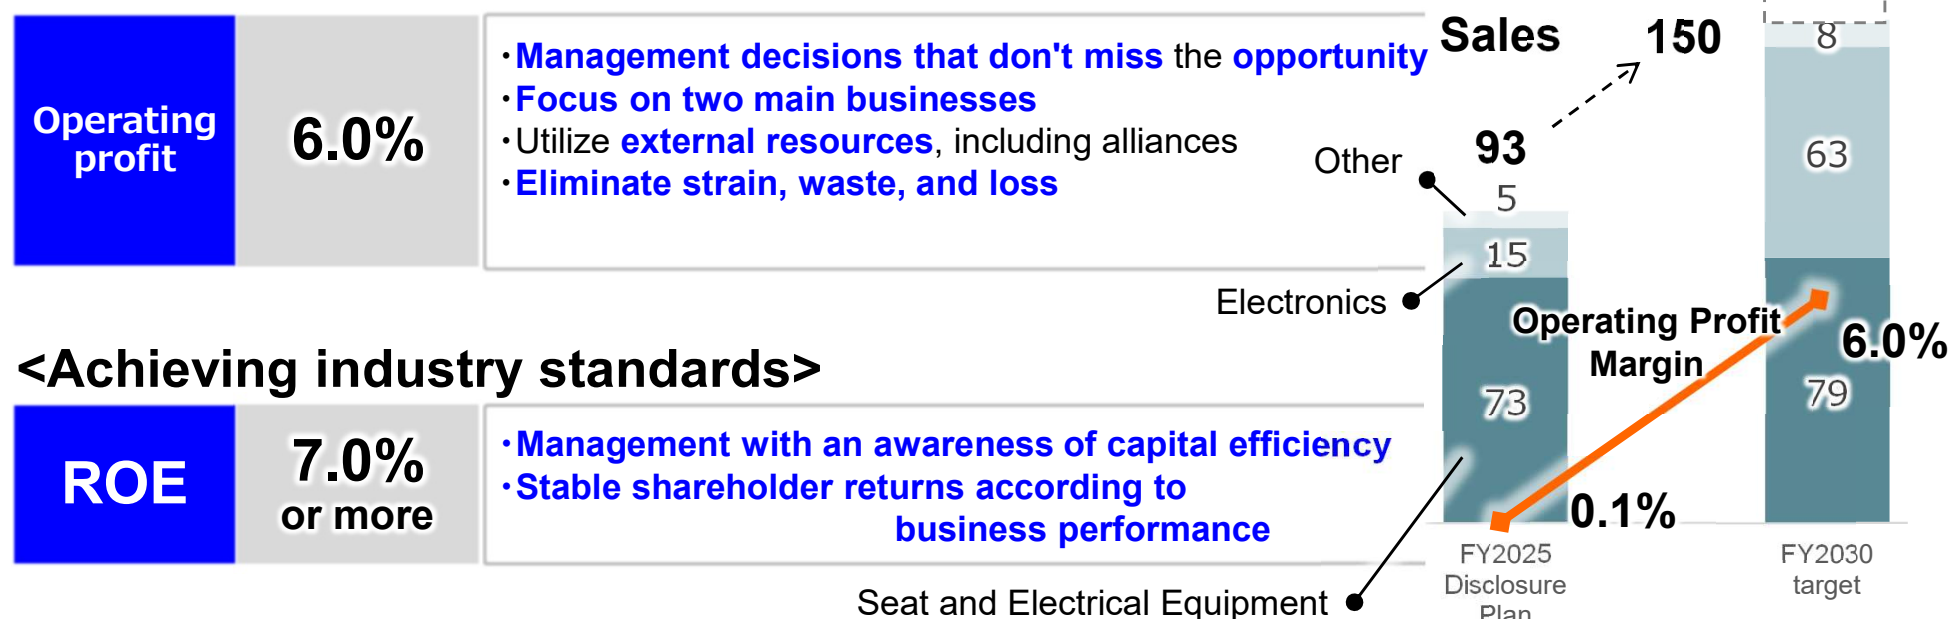 Operating
profit
6.0%
・Management decisions that don't miss the opportunity
・Focus on two main businesses
・Utilize external resources, including alliances
・Eliminate strain, waste, and loss
<Achieving industry standards>
ROE
7.0%
or more
・Management with an awareness of capital efficiency
・Stable shareholder returns according to
business performance
Sales
150
93
8
63
79
Other
5
Electronics
15
73
Operating Profit
Margin
6.0%
0.1%
Seat and Electrical Equipment
FY2025
Disclosure
Plan
FY2030
target